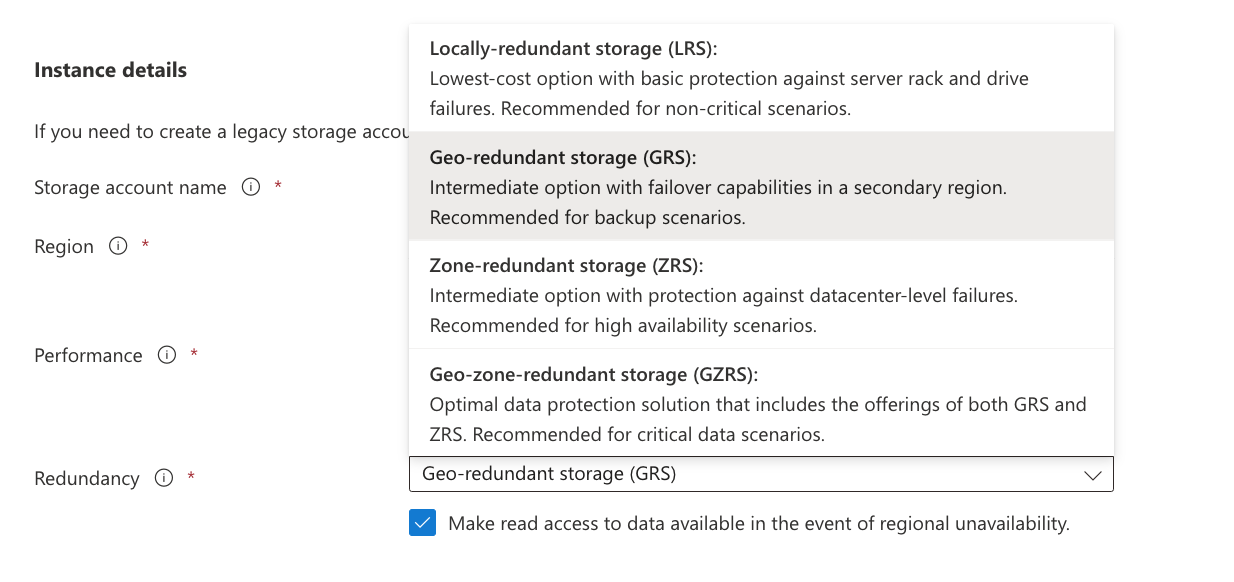 Instance details
If you need to create a legacy storage
Storage account name
*
Region
*
Performance
*
Redundancy
*
Locally-redundant storage (LRS):
Lowest-cost option with basic protection against server rack and drive
failures. Recommended for non-critical scenarios.
Geo-redundant storage (GRS):
Intermediate option with failover capabilities in a secondary region.
Recommended for backup scenarios.
Zone-redundant storage (ZRS):
Intermediate option with protection against datacenter-level failures.
Recommended for high availability scenarios.
Geo-zone-redundant storage (GZRS):
Optimal data protection solution that includes the offerings of both GRS and
ZRS. Recommended for critical data scenarios.
Geo-redundant storage (GRS)
Make read access to data available in the event of regional unavailability.